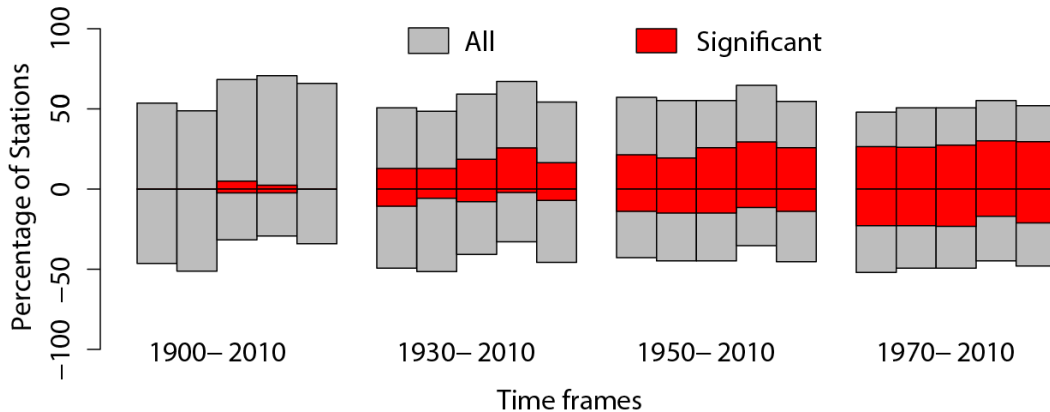 Percentage of Stations
100
50
0
−50
−100
All
Significant
1900– 2010
1930– 2010
1950– 2010
1970– 2010
Time frames